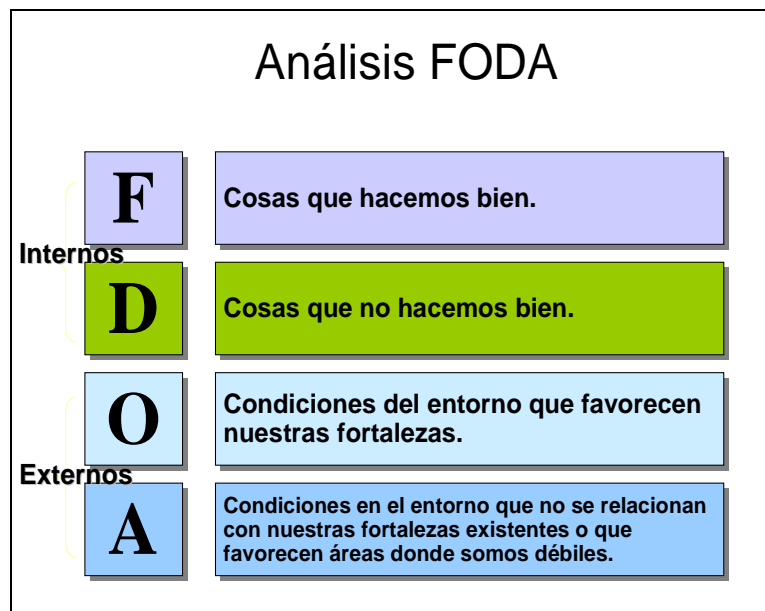 Análisis FODA
F
Cosas que hacemos bien.
Internos
D
Cosas que no hacemos bien.
O
Condiciones del entorno que favorecen
nuestras fortalezas.
Externos
A
Condiciones en el entorno que no se relacionan
con nuestras fortalezas existentes o que
favorecen áreas donde somos débiles.